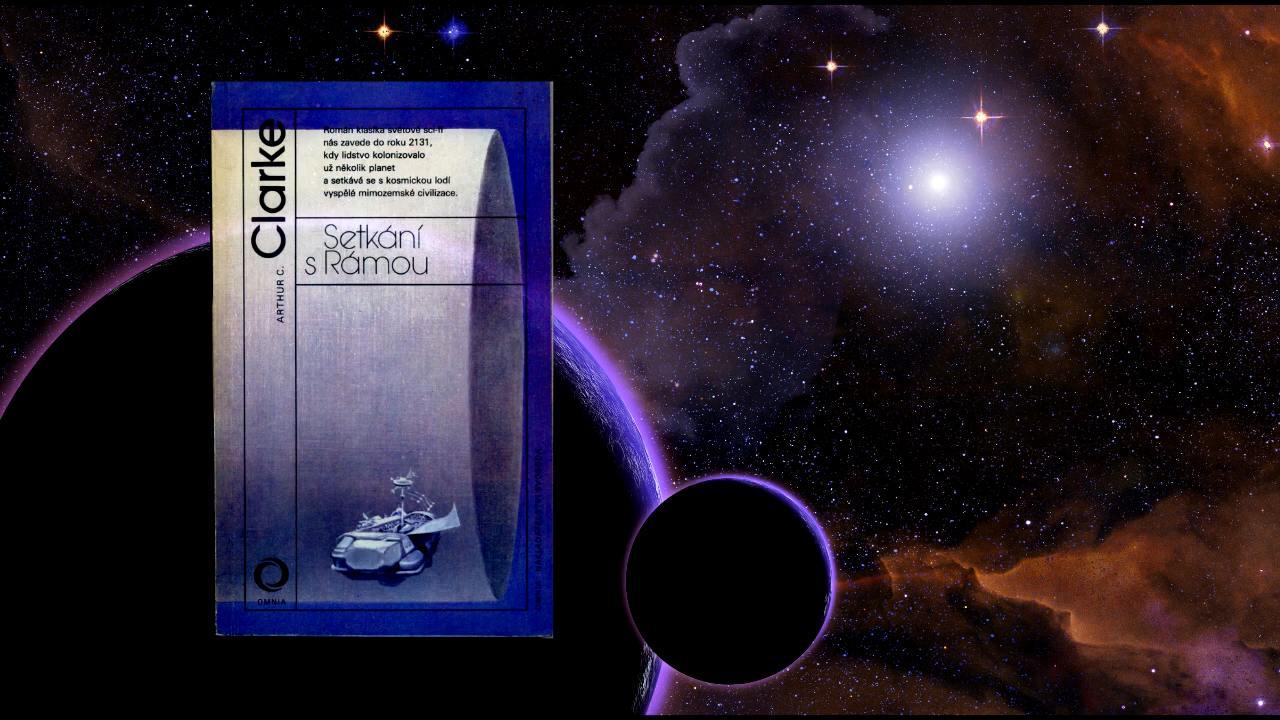 Clarke
ARTHUR C.
Román klasika světové sci-fi
nás zavede do roku 2131,
kdy lidstvo kolonizovalo
už několik planet
a setkává se s kosmickou lodí
vyspělé mimozemské civilizace.
Setkání
s Rámou
OMNIA